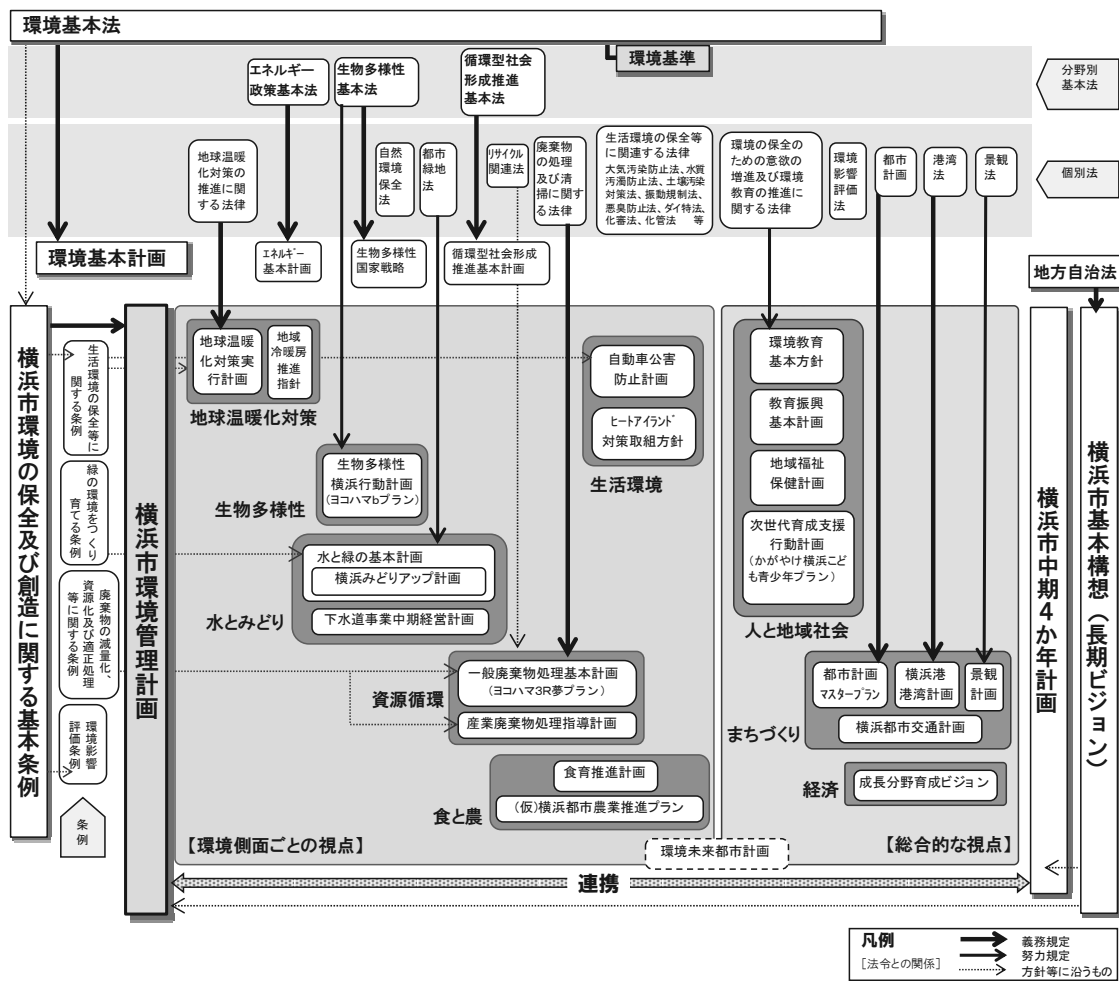 環境基本法
環境基準
エネルギー
政策基本法
生物多様性
基本法
循環型社会
形成推進
基本法
分野別
基本法
地球温暖
化対策の
推進に関
する法律
自然
環境
保全
法
都市
緑地
法
リサイクル
関連法
廃棄物
の処理
及び清
掃に関す
る法律
生活環境の保全等
に関連する法律
大気汚染防止法、水質
汚濁防止法、土壌汚染
対策法、振動規制法、
悪臭防止法、ダイ特法、
化審法、化管法　等
環境の保全の
ための意欲の
増進及び環境
教育の推進に
関する法律
環境
影響
評価
法
都市
計画
港湾
法
景観
法
個別法
環境基本計画
エネルギー
基本計画
生物多様性
国家戦略
循環型社会形成
推進基本計画
地方自治法
横浜市環境の保全及び創造に関する基本条例
生活環境の保全等に
関する条例
緑の環境をつくり
育てる条例
廃棄物の減量化、
資源化及び適正処理
等に関する条例
環境影響
評価条例
条例
横浜市環境管理計画
地球温暖
化対策実
行計画
地域
冷暖房
推進
指針
地球温暖化対策
自動車公害
防止計画
ヒートアイランド
対策取組方針
生活環境
生物多様性
横浜行動計画
(ヨコハマbプラン)
生物多様性
水と緑の基本計画
横浜みどりアップ計画
下水道事業中期経営計画
水とみどり
一般廃棄物処理基本計画
(ヨコハマ3R夢プラン)
産業廃棄物処理指導計画
資源循環
食育推進計画
(仮)横浜都市農業推進プラン
食と農
【環境側面ごとの視点】
環境教育
基本方針
教育振興
基本計画
地域福祉
保健計画
次世代育成支援
行動計画
(かがやけ横浜こど
も青少年プラン)
人と地域社会
都市計画
マスタープラン
横浜港
港湾計画
景観
計画
横浜都市交通計画
まちづくり
成長分野育成ビジョン
経済
【総合的な視点】
環境未来都市計画
連携
横浜市中期4か年計画
横浜市基本構想（長期ビジョン）
凡例
[法令との関係]
義務規定
努力規定
方針等に沿うもの